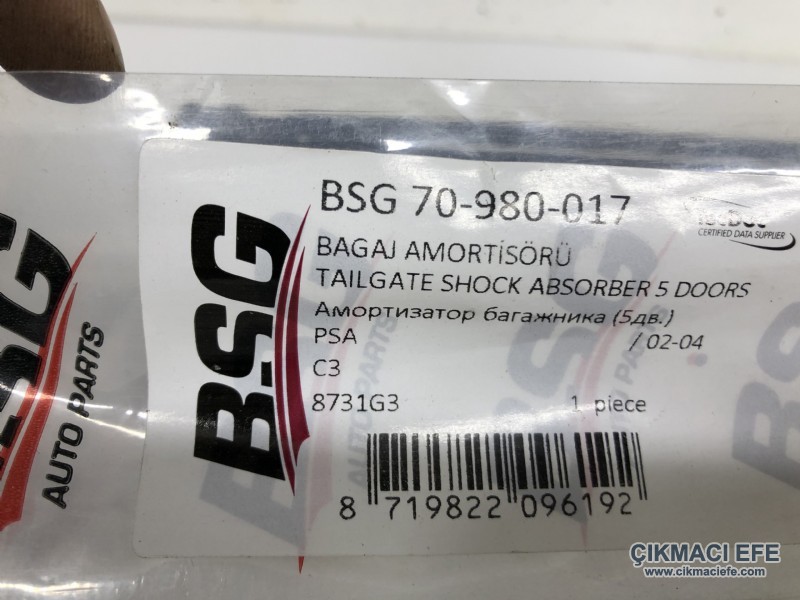 BSG 70-980-017
TecDoc
CERTIFIED DATA SUPPLIER
BAGAJ AMORTİSÖRÜ
TAILGATE SHOCK ABSORBER 5 DOORS
Амортизатор багажника (5дв.)
PSA / 02-04
C3
8731G3 1 piece
8 719822 096192
BSG
BSG
AUTO PARTS
BSG
AUTO PARTS
ÇIKMACI EFE
www.cikmaciefe.com